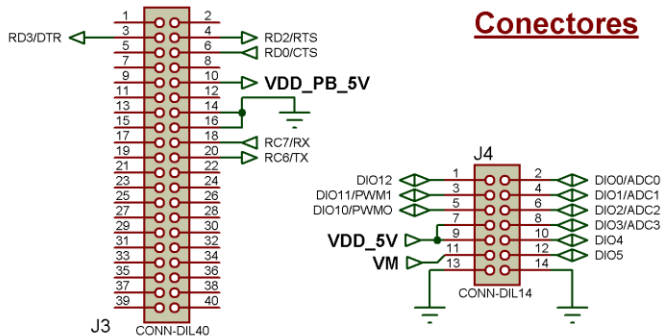 Conectores
1 2
RD3/DTR 3 4 RD2/RTS
5 6 RD0/CTS
7 8
9 10 VDD_PB_5V
11 12
13 14
15 16
17 18 RC7/RX
19 20 RC6/TX
21 22
23 24
25 26
27 28
29 30
31 32
33 34
35 36
37 38
39 40
J3 CONN-DIL40
J4
DIO12 1 2 DIO0/ADC0
DIO11/PWM1 3 4 DIO1/ADC1
DIO10/PWMO 5 6 DIO2/ADC2
7 8 DIO3/ADC3
VDD_5V 9 10 DIO4
VM 11 12 DIO5
13 14
CONN-DIL14